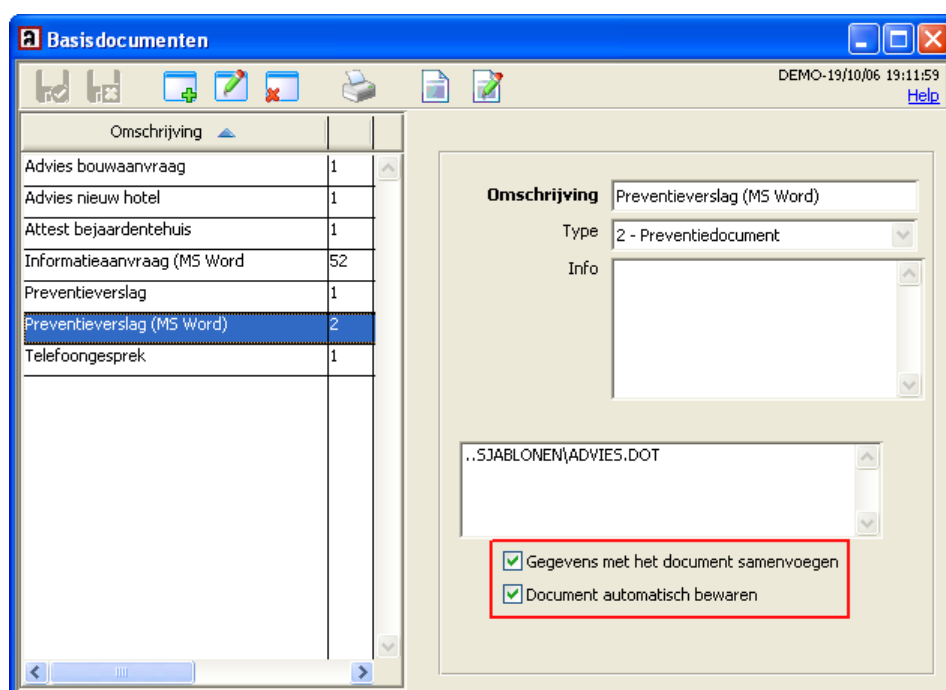 a Basisdocumenten
DEMO-19/10/06 19:11:59
Help
Omschrijving
Advies bouwaanvraag 1
Advies nieuw hotel 1
Attest bejaardentehuis 1
Informatieaanvraag (MS Word 52
Preventieverslag 1
Preventieverslag (MS Word) 2
Telefoongesprek 1
Omschrijving Preventieverslag (MS Word)
Type 2 - Preventiedocument
Info
..SJABLONEN\ADVIES.DOT
Gegevens met het document samenvoegen
Document automatisch bewaren